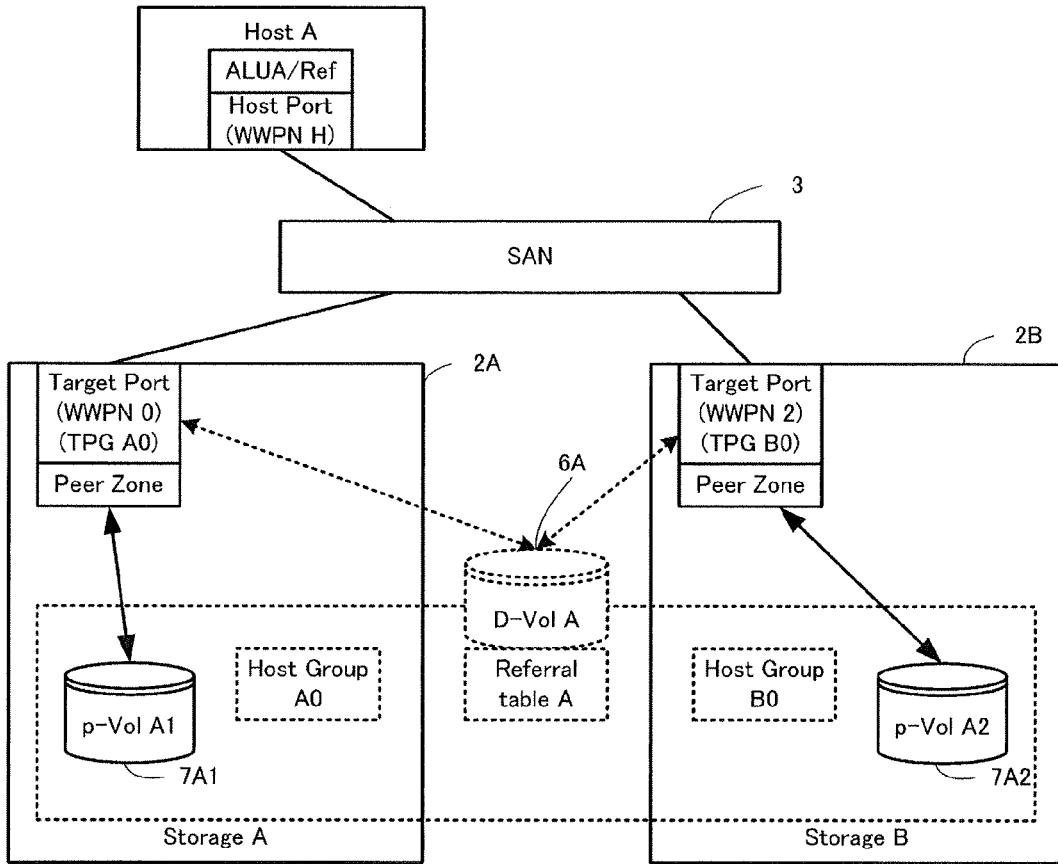 Host A
ALUA/Ref
Host Port
(WWPN H)
3
SAN
2A
2B
Target Port
(WWPN 0)
(TPG A0)
Peer Zone
6A
Target Port
(WWPN 2)
(TPG B0)
Peer Zone
D-Vol A
Referral
table A
Host Group
A0
Host Group
B0
p-Vol A1
p-Vol A2
7A1
7A2
Storage A
Storage B